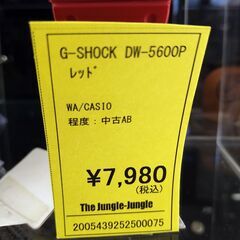 G-SHOCK DW-5600P
ﾚｯﾄﾞ
WA/CASIO
程度：中古AB
¥7,980
(税込)
The Jungle-Jungle
2005439252500075